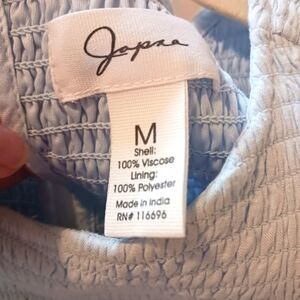 Japna
M
Shell:
100% Viscose
Lining:
100% Polyester
Made in India
RN# 116696